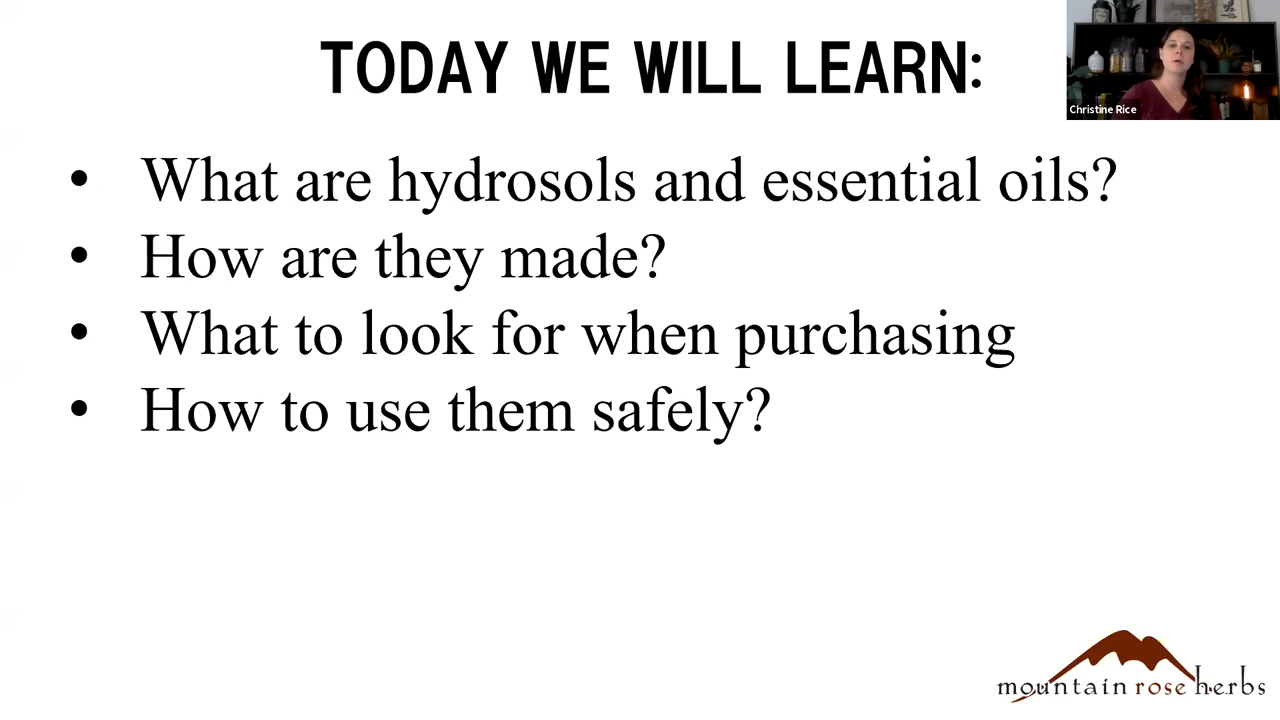 TODAY WE WILL LEARN:
Christine Rice
• What are hydrosols and essential oils?
• How are they made?
• What to look for when purchasing
• How to use them safely?
mountain rose herbs